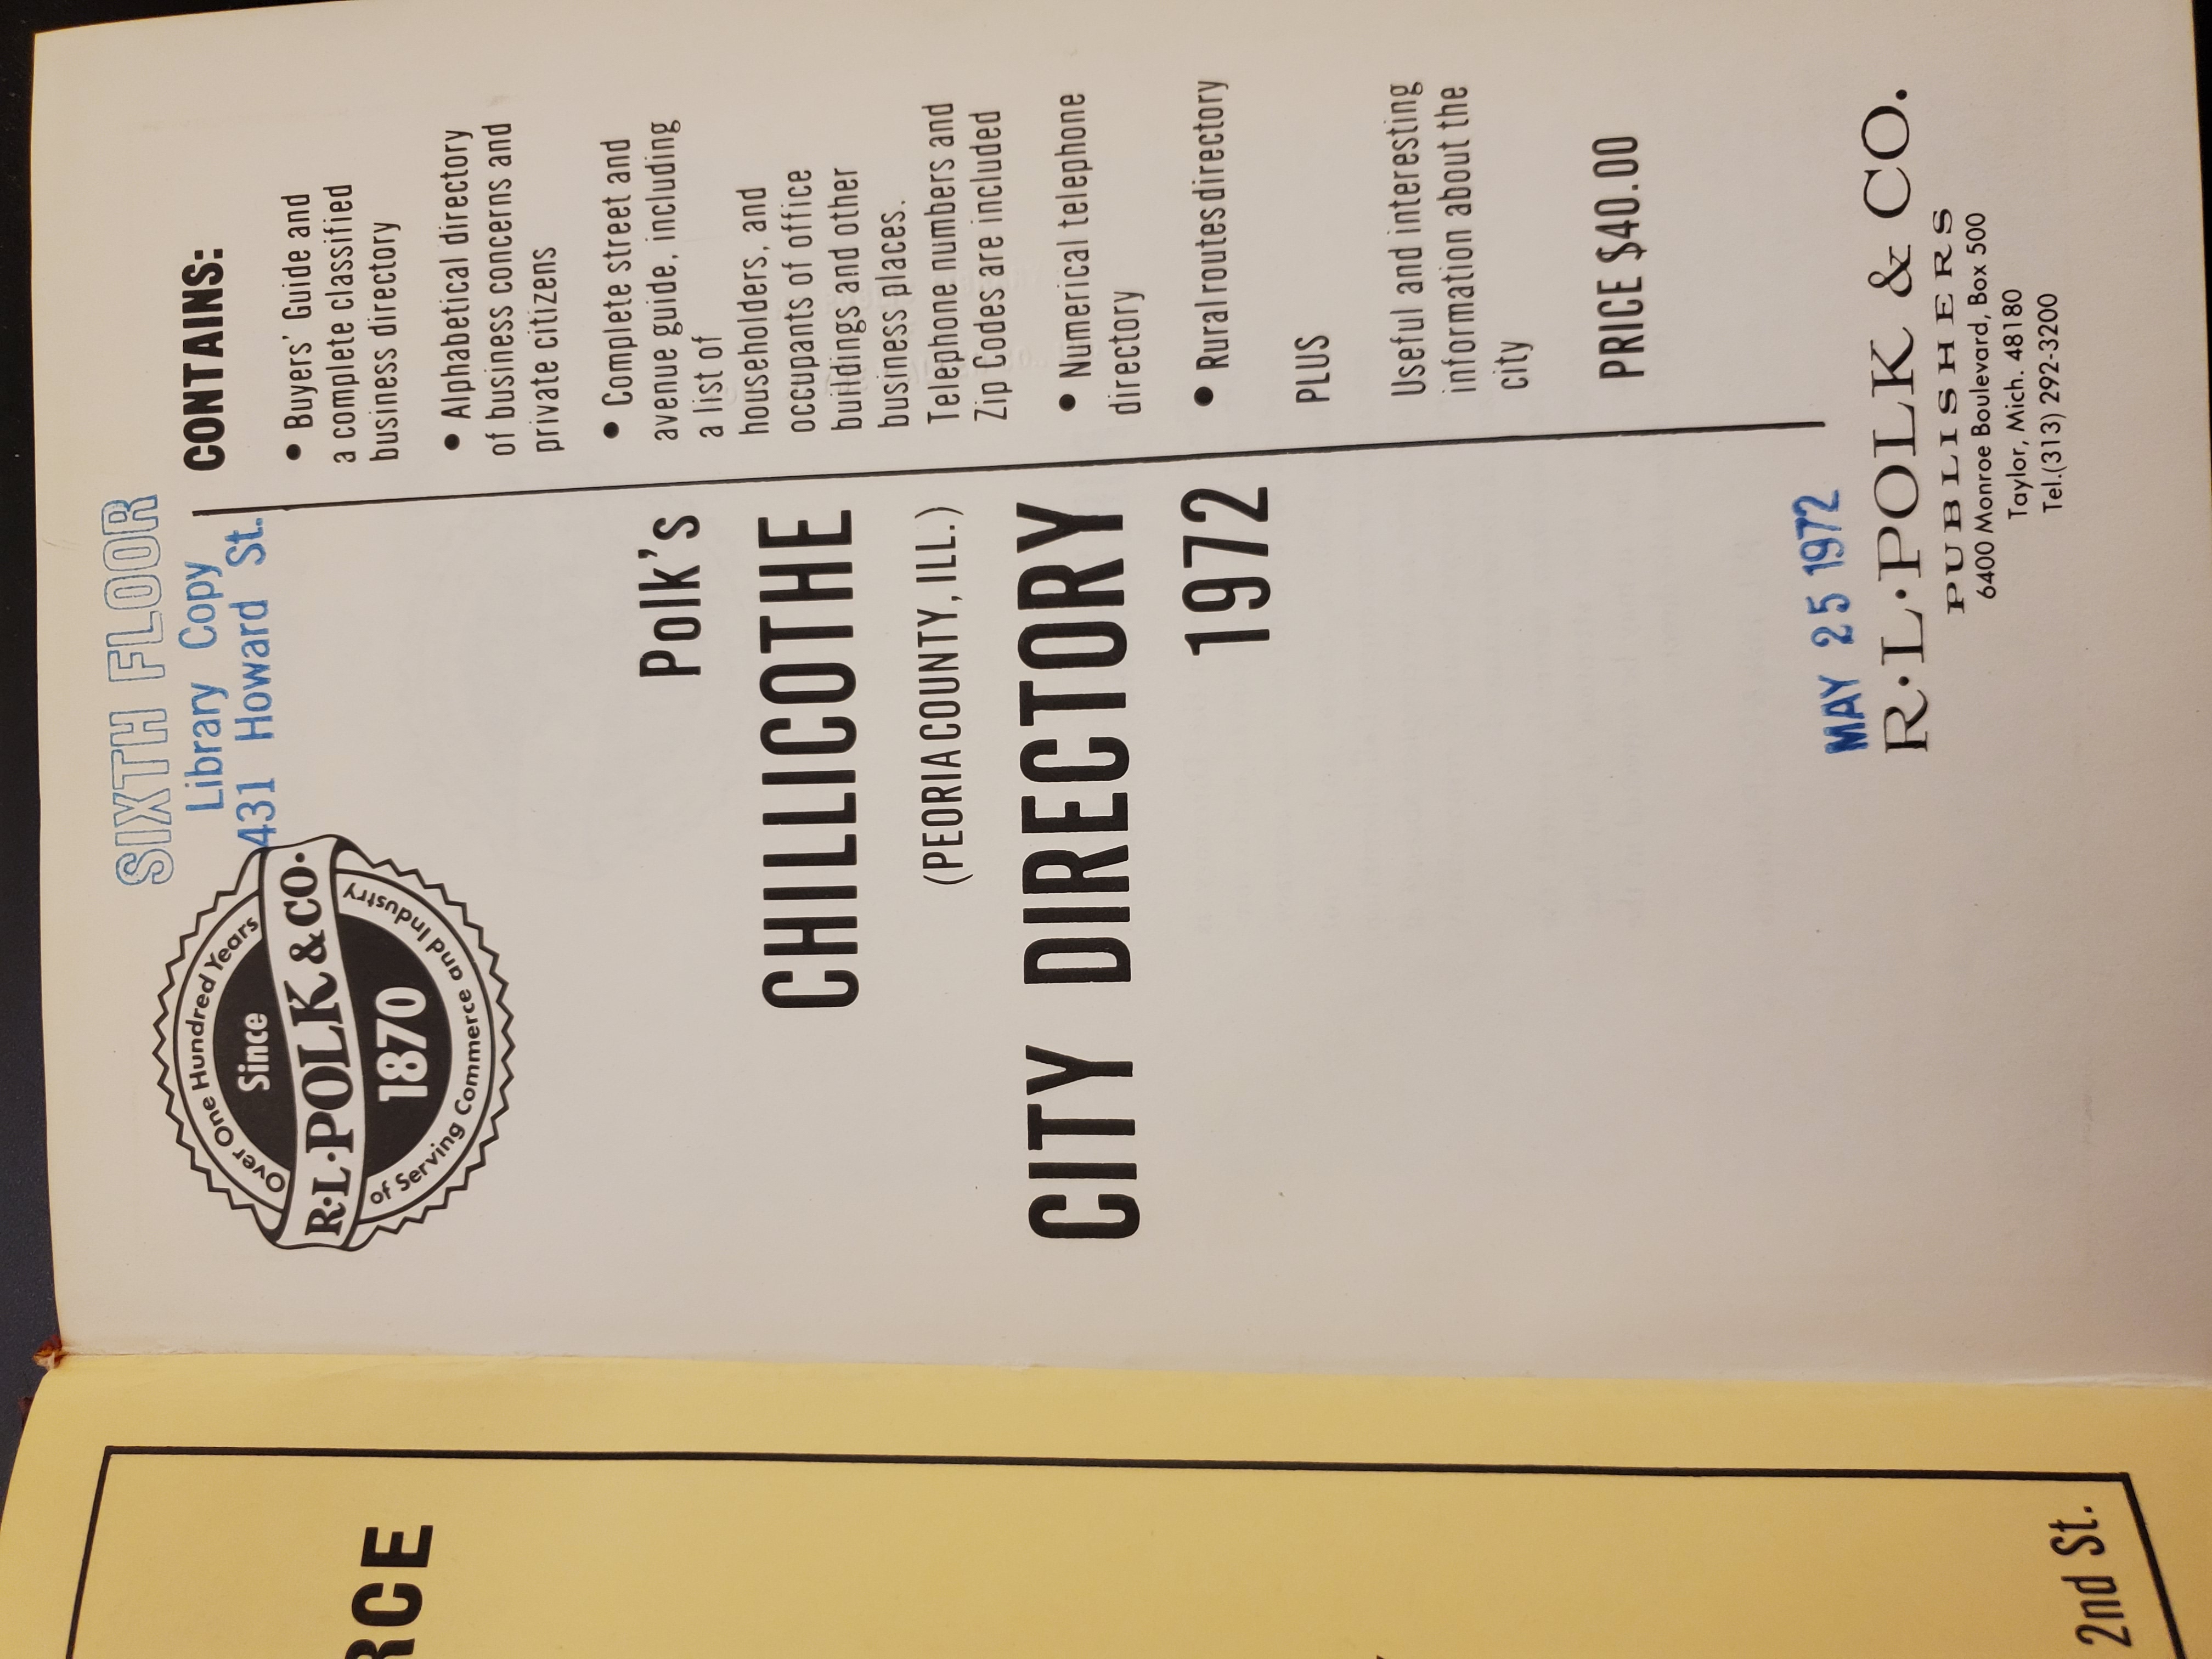 SIXTH FLOOR
Library Copy
431 Howard St.
Over One Hundred Years
Since
R.L.POLK & CO.
1870
of Serving Commerce and Industry
Polk's
CHILLICOTHE
(PEORIA COUNTY, ILL.)
CITY DIRECTORY
1972
CONTAINS:
• Buyers' Guide and
a complete classified
business directory
• Alphabetical directory
of business concerns and
private citizens
• Complete street and
avenue guide, including
a list of
householders, and
occupants of office
buildings and other
business places.
Telephone numbers and
Zip Codes are included
• Numerical telephone
directory
• Rural routes directory
PLUS
Useful and interesting
information about the
city
PRICE $40.00
MAY 25 1972
R.L.POLK & CO.
PUBLISHERS
6400 Monroe Boulevard, Box 500
Taylor, Mich. 48180
Tel.(313) 292-3200
RCE
2nd St.